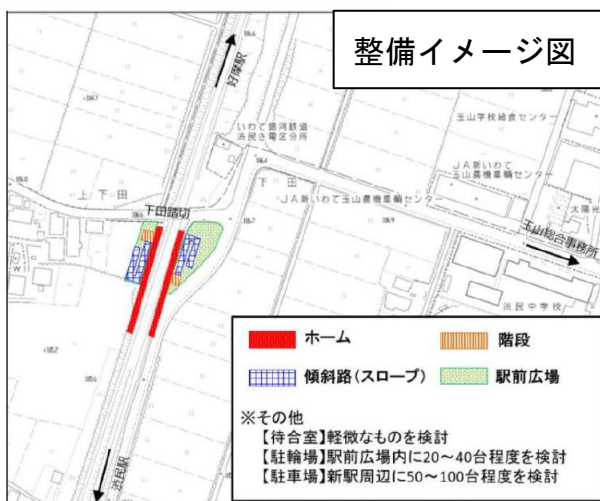 整備イメージ図
好摩駅
いわて銀河鉄道
渋民き電区分所
玉山学校給食センター
JA新いわて
玉山農機車輌センター
上下田
下田
下田踏切
JA新いわて玉山農機車輌センター
太陽光
玉山総合事務所
渋民中学校
渋民駅
ホーム
階段
傾斜路(スロープ)
駅前広場
※その他
【待合室】軽微なものを検討
【駐輪場】駅前広場内に20～40台程度を検討
【駐車場】新駅周辺に50～100台程度を検討